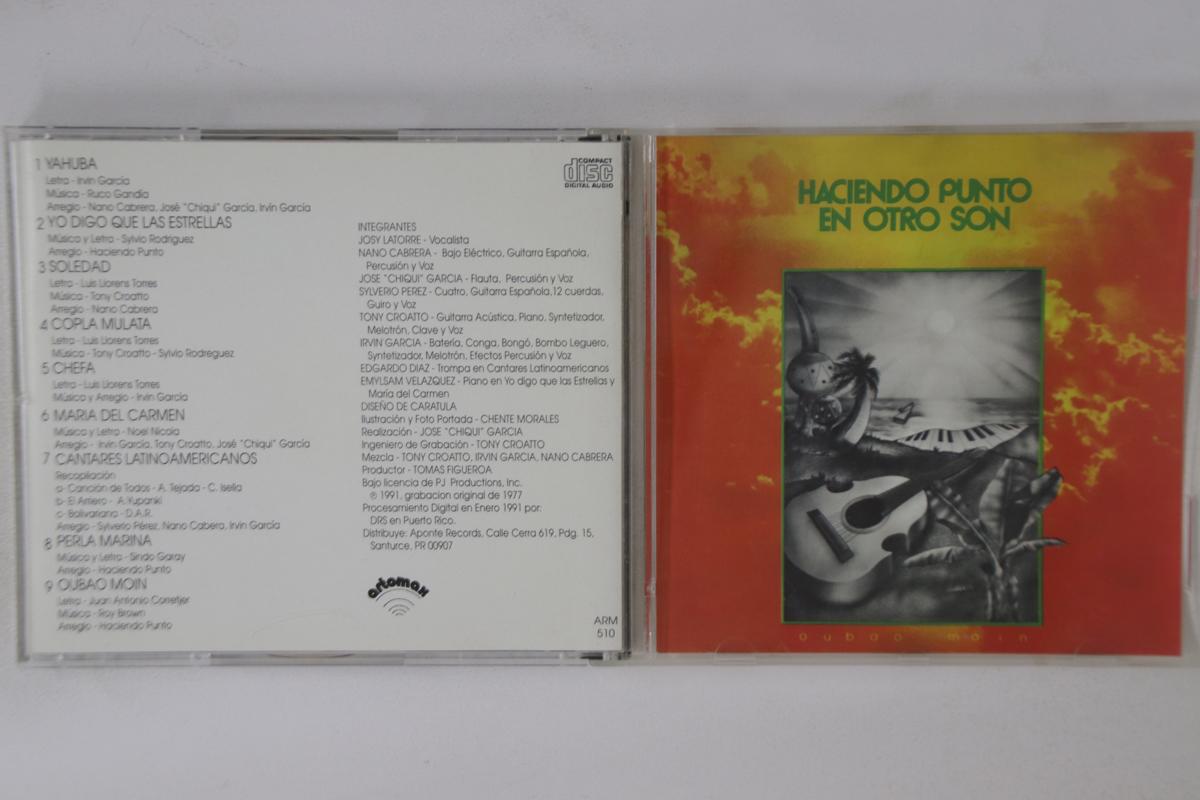 1 YAHUBA
Letra - Irvin García
Música - Ruco Gandía
Arreglo - Nano Cabrera, José "Chiqui" García, Irvin García
2 YO DIGO QUE LAS ESTRELLAS
Música y Letra - Sylvio Rodriguez
Arreglo - Haciendo Punto
3 SOLEDAD
Letra - Luis Llorens Torres
Música - Tony Croatto
Arreglo - Nano Cabrera
4 COPLA MULATA
Letra - Luis Llorens Torres
Música - Tony Croatto - Sylvio Rodreguez
5 CHEFA
Letra - Luis Llorens Torres
Música y Arreglo - Irvin García
6 MARIA DEL CARMEN
Música y Letra - Noel Nicola
Arreglo - Irvin García, Tony Croatto, José "Chiqui" García
7 CANTARES LATINOAMERICANOS
Recopilación
a- Canción de Todos - A. Tejada - C. Isella
b- El Arriero - A.Yupanki
c- Bolivariana - D.A.R.
Arreglo - Sylverio Pérez, Nano Cabera, Irvin García
8 PERLA MARINA
Música y Letra - Sindo Garay
Arreglo - Haciendo Punto
9 OUBAO MOIN
Letra - Juan Antonio Corretjer
Música - Roy Brown
Arreglo - Haciendo Punto
COMPACT
disc
DIGITAL AUDIO
INTEGRANTES
JOSY LATORRE - Vocalista
NANO CABRERA - Bajo Eléctrico, Guitarra Española,
Percusión y Voz
JOSE "CHIQUI" GARCIA - Flauta, Percusión y Voz
SYLVERIO PEREZ - Cuatro, Guitarra Española,12 cuerdas,
Guiro y Voz
TONY CROATTO - Guitarra Acústica, Piano, Syntetizador,
Melotrón, Clave y Voz
IRVIN GARCIA - Batería, Conga, Bongó, Bombo Leguero,
Syntetizador, Melotrón, Efectos Percusión y Voz
EDGARDO DIAZ - Trompa en Cantares Latinoamericanos
EMYLSAM VELAZQUEZ - Piano en Yo digo que las Estrellas y
María del Carmen
DISEÑO DE CARATULA
Ilustración y Foto Portada - CHENTE MORALES
Realización - JOSE "CHIQUI" GARCIA
Ingeniero de Grabación - TONY CROATTO
Mezcla - TONY CROATTO, IRVIN GARCIA, NANO CABRERA
Productor - TOMAS FIGUEROA
Bajo licencia de PJ Productions, Inc.
℗ 1991, grabacion original de 1977
Procesamiento Digital en Enero 1991 por:
DRS en Puerto Rico.
Distribuye: Aponte Records, Calle Cerra 619, Pdg. 15,
Santurce, PR 00907
artomax
ARM
510
HACIENDO PUNTO
EN OTRO SON
oubao moin